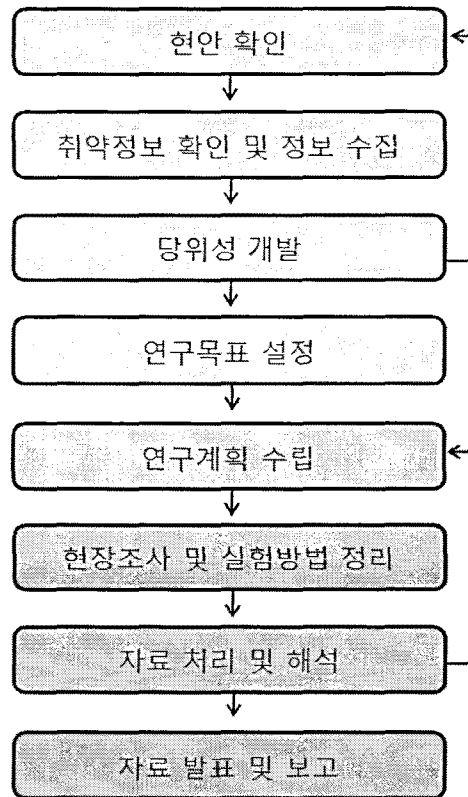 현안 확인
취약정보 확인 및 정보 수집
당위성 개발
연구목표 설정
연구계획 수립
현장조사 및 실험방법 정리
자료 처리 및 해석
자료 발표 및 보고